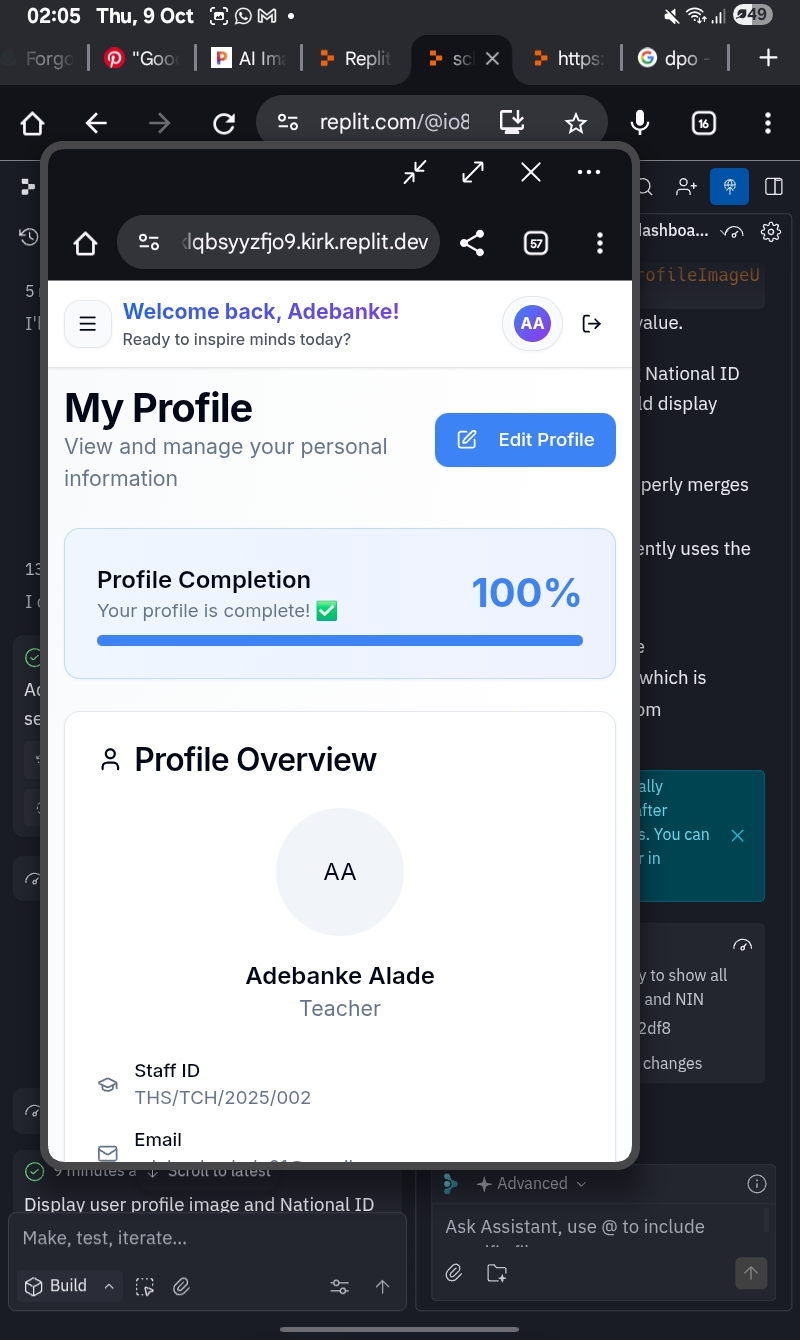 02:05 Thu, 9 Oct
49
Forgo
"Goo
AI Ima
Replit
sc
https:
dpo -
replit.com/@io8
16
lqbsyyzfjo9.kirk.replit.dev
57
dashboa...
rofileImageU
value.
National ID
ld display
perly merges
ently uses the
which is
om
ally
after
s. You can
r in
y to show all
and NIN
2df8
changes
Welcome back, Adebanke!
Ready to inspire minds today?
AA
My Profile
View and manage your personal
information
Edit Profile
Profile Completion
Your profile is complete! ✅
100%
Profile Overview
AA
Adebanke Alade
Teacher
Staff ID
THS/TCH/2025/002
Email
5
I'l
13
Ad
se
9 minutes a
Scroll to latest
Display user profile image and National ID
Make, test, iterate...
Build
Advanced
Ask Assistant, use @ to include